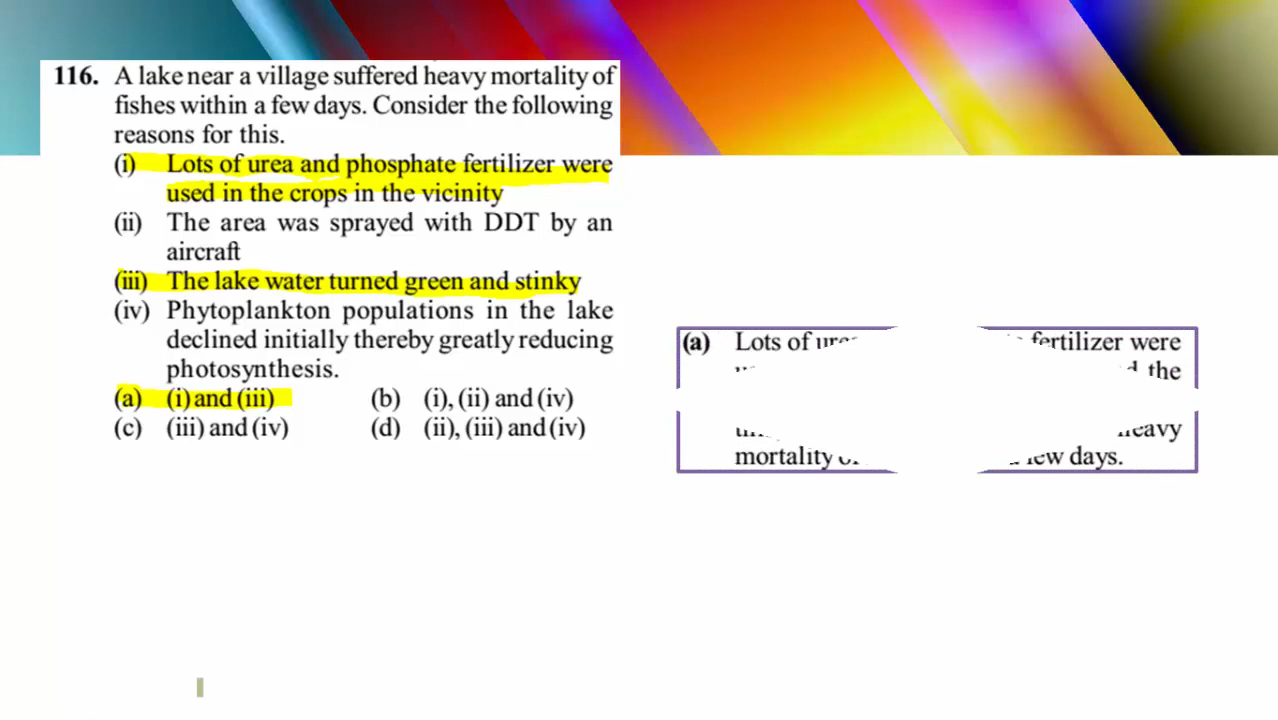 116. A lake near a village suffered heavy mortality of
fishes within a few days. Consider the following
reasons for this.
(i) Lots of urea and phosphate fertilizer were
used in the crops in the vicinity
(ii) The area was sprayed with DDT by an
aircraft
(iii) The lake water turned green and stinky
(iv) Phytoplankton populations in the lake
declined initially thereby greatly reducing
photosynthesis.
(a) (i) and (iii) (b) (i), (ii) and (iv)
(c) (iii) and (iv) (d) (ii), (iii) and (iv)
(a) Lots of fertilizer were
the
mortality few days.